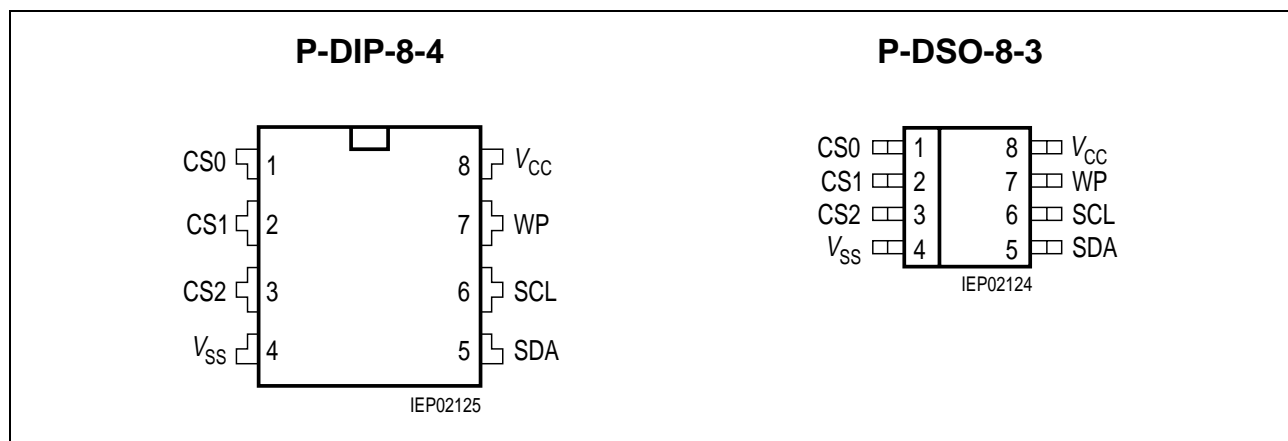 P-DIP-8-4
CS0 1 8 VCC
CS1 2 7 WP
CS2 3 6 SCL
VSS 4 5 SDA
IEP02125
P-DSO-8-3
CS0 1 8 VCC
CS1 2 7 WP
CS2 3 6 SCL
VSS 4 5 SDA
IEP02124